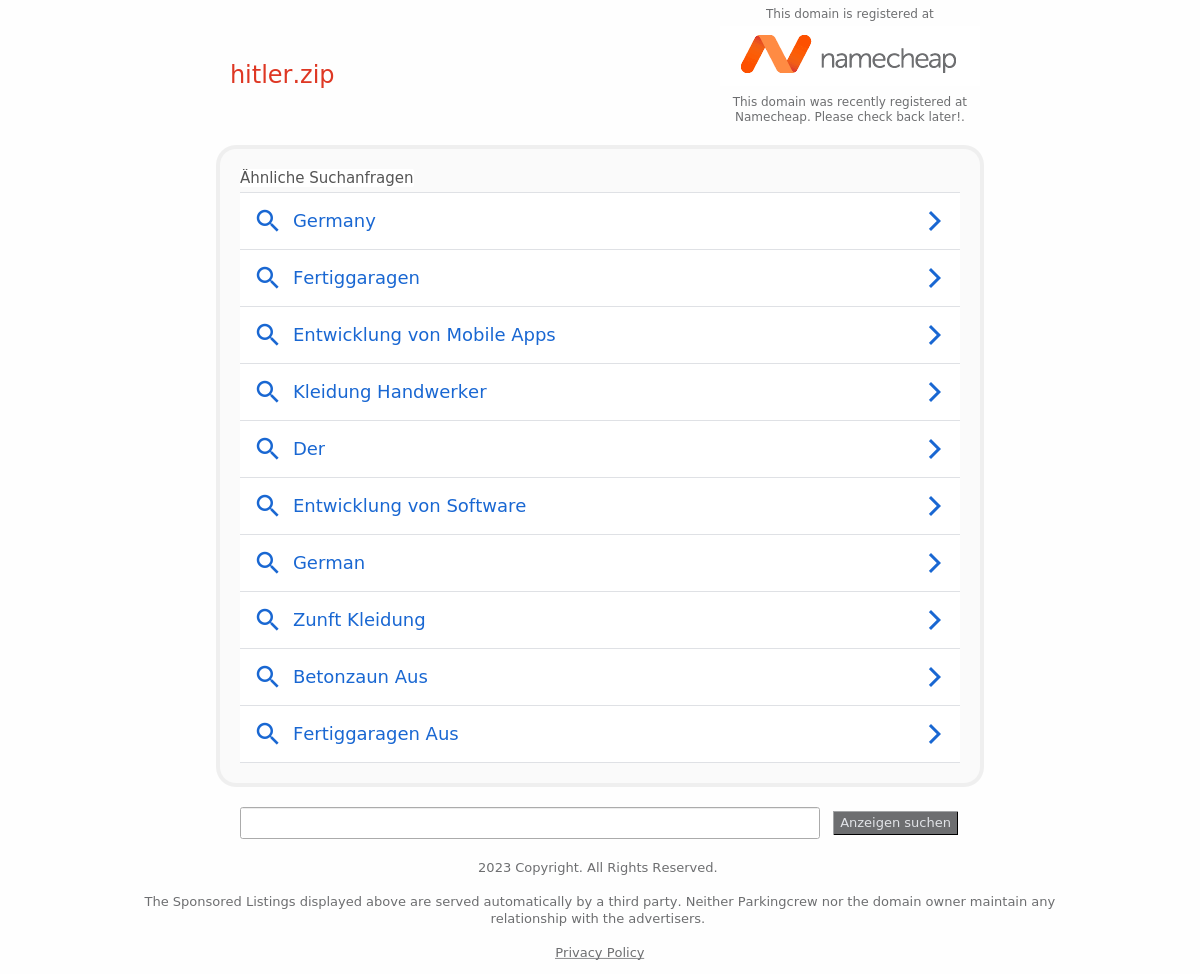 This domain is registered at
namecheap
hitler.zip
This domain was recently registered at
Namecheap. Please check back later!.
Ähnliche Suchanfragen
Germany
Fertiggaragen
Entwicklung von Mobile Apps
Kleidung Handwerker
Der
Entwicklung von Software
German
Zunft Kleidung
Betonzaun Aus
Fertiggaragen Aus
Anzeigen suchen
2023 Copyright. All Rights Reserved.
The Sponsored Listings displayed above are served automatically by a third party. Neither Parkingcrew nor the domain owner maintain any
relationship with the advertisers.
Privacy Policy